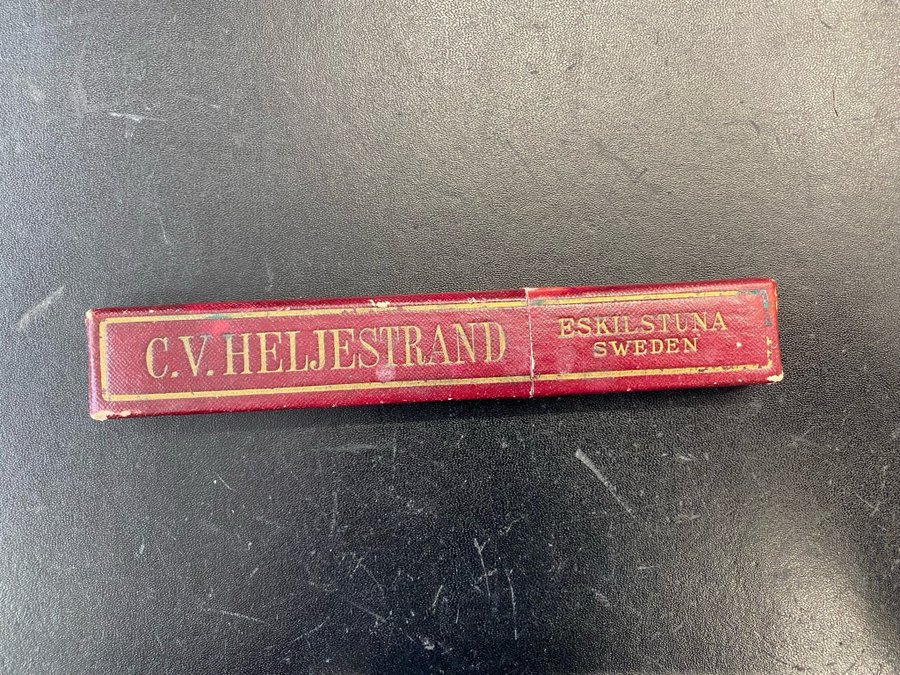 C.V. HELJESTRAND
ESKILSTUNA
SWEDEN